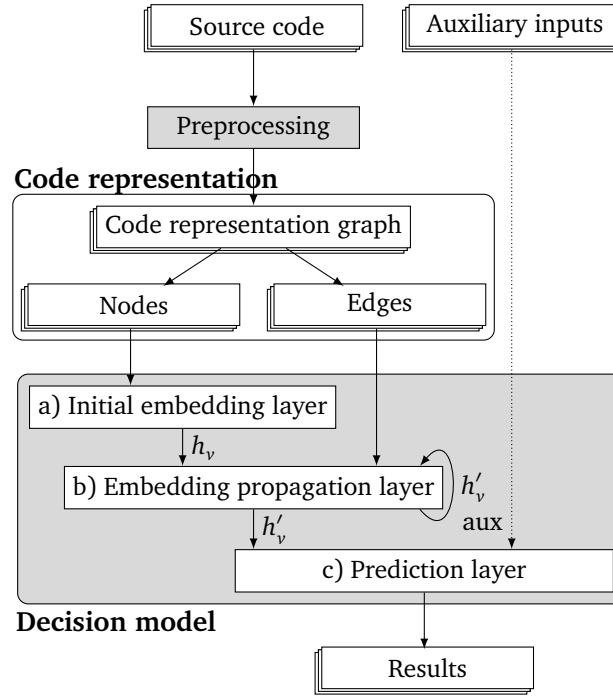 Source code
Auxiliary inputs
Preprocessing
Code representation
Code representation graph
Nodes
Edges
a) Initial embedding layer
h_v
b) Embedding propagation layer
h'_v
h'_v
aux
c) Prediction layer
Decision model
Results